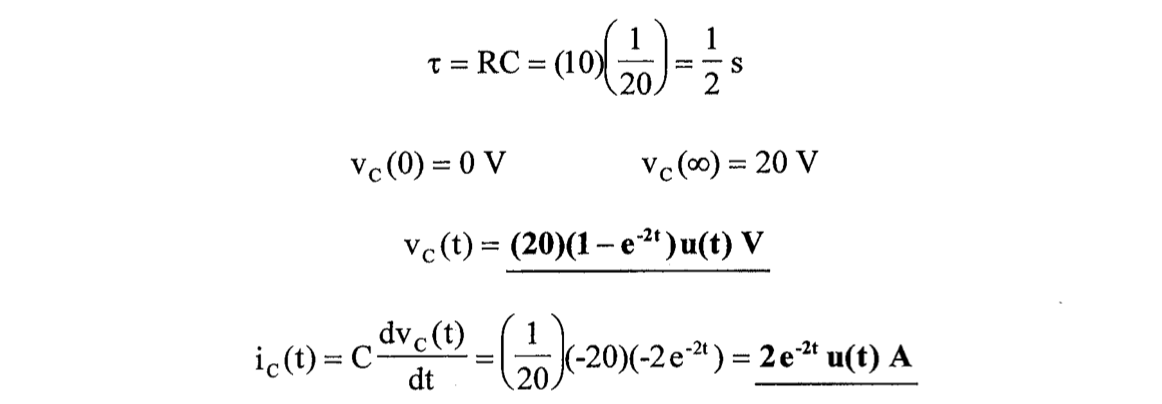 τ = RC = (10)(1/20) = 1/2 s
v_C(0) = 0 V v_C(∞) = 20 V
v_C(t) = (20)(1 – e^-2t)u(t) V
i_C(t) = C dv_C(t)/dt = (1/20)(-20)(-2e^-2t) = 2e^-2t u(t) A